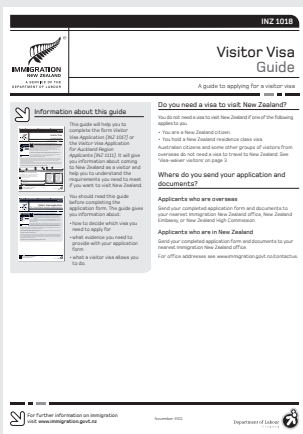 INZ 1018
Visitor Visa
Guide
A guide to applying for a visitor visa
IMMIGRATION
NEW ZEALAND
A SERVICE OF THE
DEPARTMENT OF LABOUR
Information about this guide
This guide will help you to
complete the form Visitor
Visa Application (INZ 1017) or
the Visitor Visa Application
for Auckland Region
Applicants (INZ 1111). It will give
you information about coming
to New Zealand as a visitor and
help you to understand the
requirements you need to meet
if you want to visit New Zealand.
You should read this guide
before completing the
application form. The guide gives
you information about:
• how to decide which visa you
need to apply for
• what evidence you need to
provide with your application
form
• what a visitor visa allows you
to do.
Do you need a visa to visit New Zealand?
You do not need a visa to visit New Zealand if one of the following
applies to you.
• You are a New Zealand citizen.
• You hold a New Zealand residence class visa.
Australian citizens and some other groups of visitors from
overseas do not need a visa to travel to New Zealand. See
'Visa-waiver visitors' on page 3.
Where do you send your application and
documents?
Applicants who are overseas
Send your completed application form and documents to
your nearest Immigration New Zealand office, New Zealand
Embassy, or New Zealand High Commission.
Applicants who are in New Zealand
Send your completed application form and documents to your
nearest Immigration New Zealand office.
For office addresses see www.immigration.govt.nz/contactus.
For further information on immigration
visit www.immigration.govt.nz
November
Department of Labour